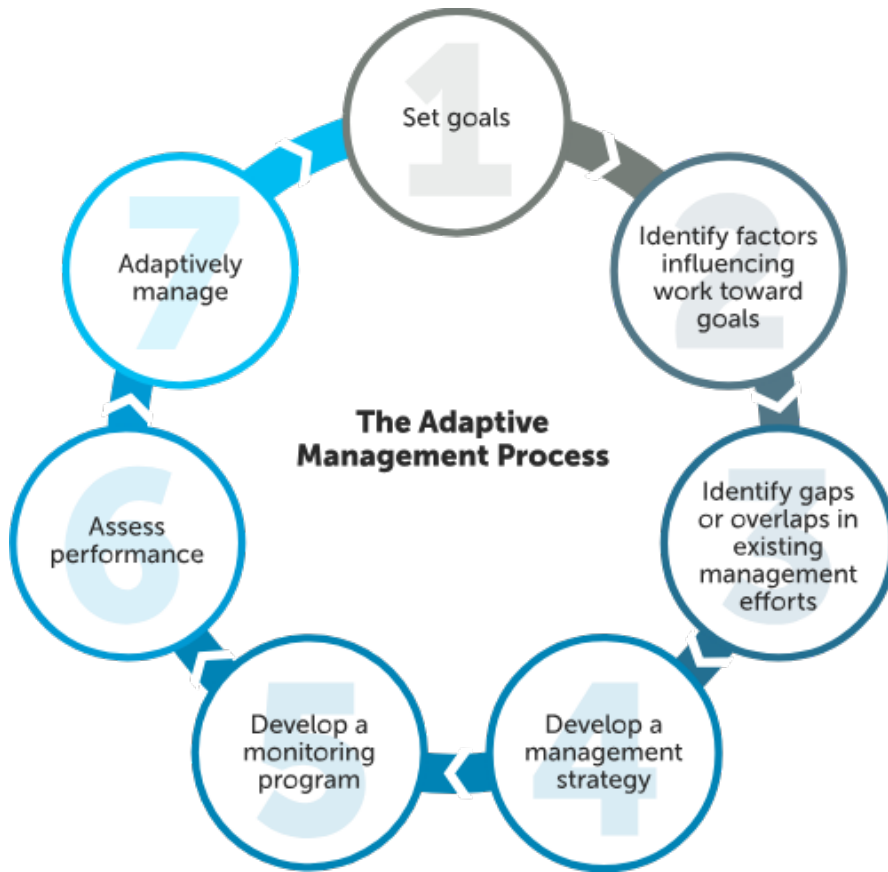 The Adaptive
Management Process
1
Set goals
2
Identify factors
influencing
work toward
goals
3
Identify gaps
or overlaps in
existing
management
efforts
4
Develop a
management
strategy
5
Develop a
monitoring
program
6
Assess
performance
7
Adaptively
manage